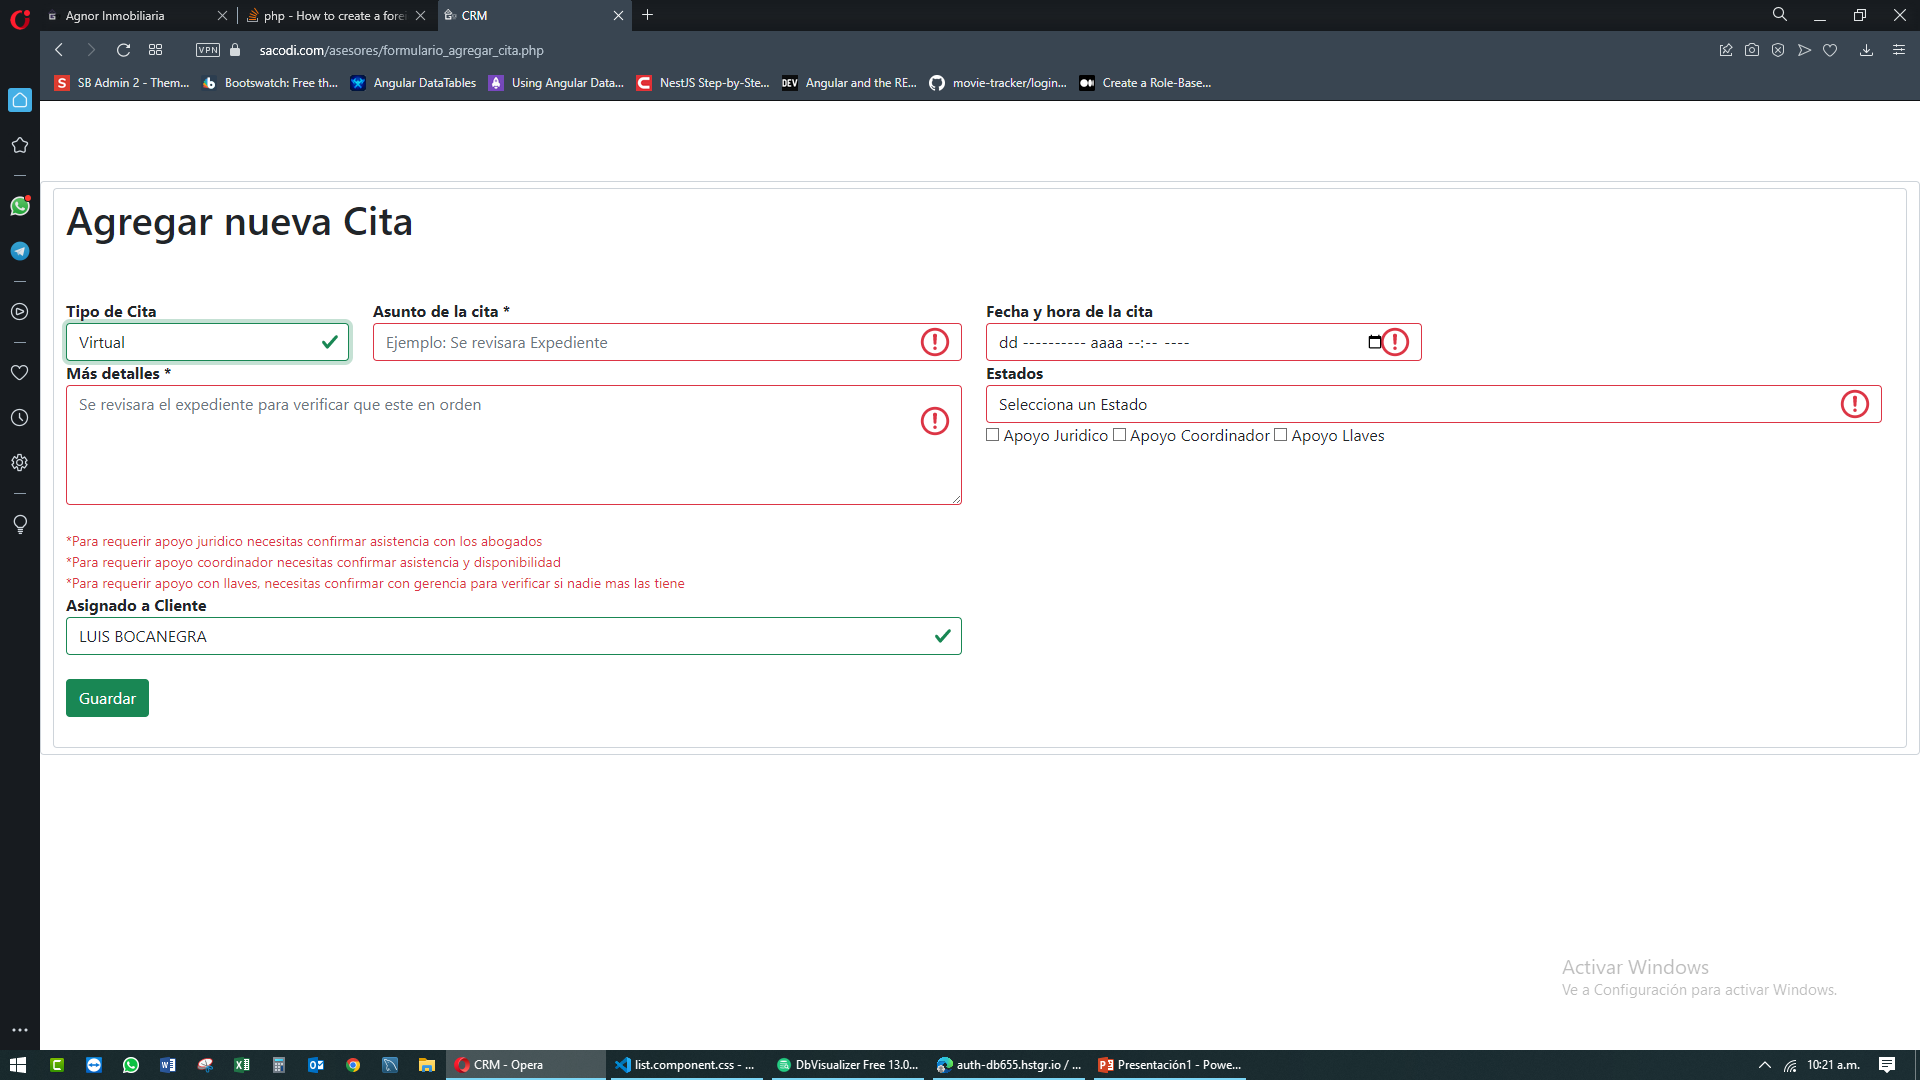 Agnor Inmobiliaria
php - How to create a forei
CRM
VPN
sacodi.com/asesores/formulario_agregar_cita.php
SB Admin 2 - Them...
Bootswatch: Free th...
Angular DataTables
Using Angular Data...
NestJS Step-by-Ste...
DEV Angular and the RE...
movie-tracker/login...
Create a Role-Base...
Agregar nueva Cita
Tipo de Cita
Asunto de la cita *
Fecha y hora de la cita
Virtual
Ejemplo: Se revisara Expediente
dd ---------- aaaa --:-- ----
Más detalles *
Estados
Se revisara el expediente para verificar que este en orden
Selecciona un Estado
Apoyo Juridico
Apoyo Coordinador
Apoyo Llaves
*Para requerir apoyo juridico necesitas confirmar asistencia con los abogados
*Para requerir apoyo coordinador necesitas confirmar asistencia y disponibilidad
*Para requerir apoyo con llaves, necesitas confirmar con gerencia para verificar si nadie mas las tiene
Asignado a Cliente
LUIS BOCANEGRA
Guardar
Activar Windows
Ve a Configuración para activar Windows.
CRM - Opera
list.component.css - ...
DbVisualizer Free 13.0...
auth-db655.hstgr.io / ...
Presentación1 - Powe...
10:21 a.m.